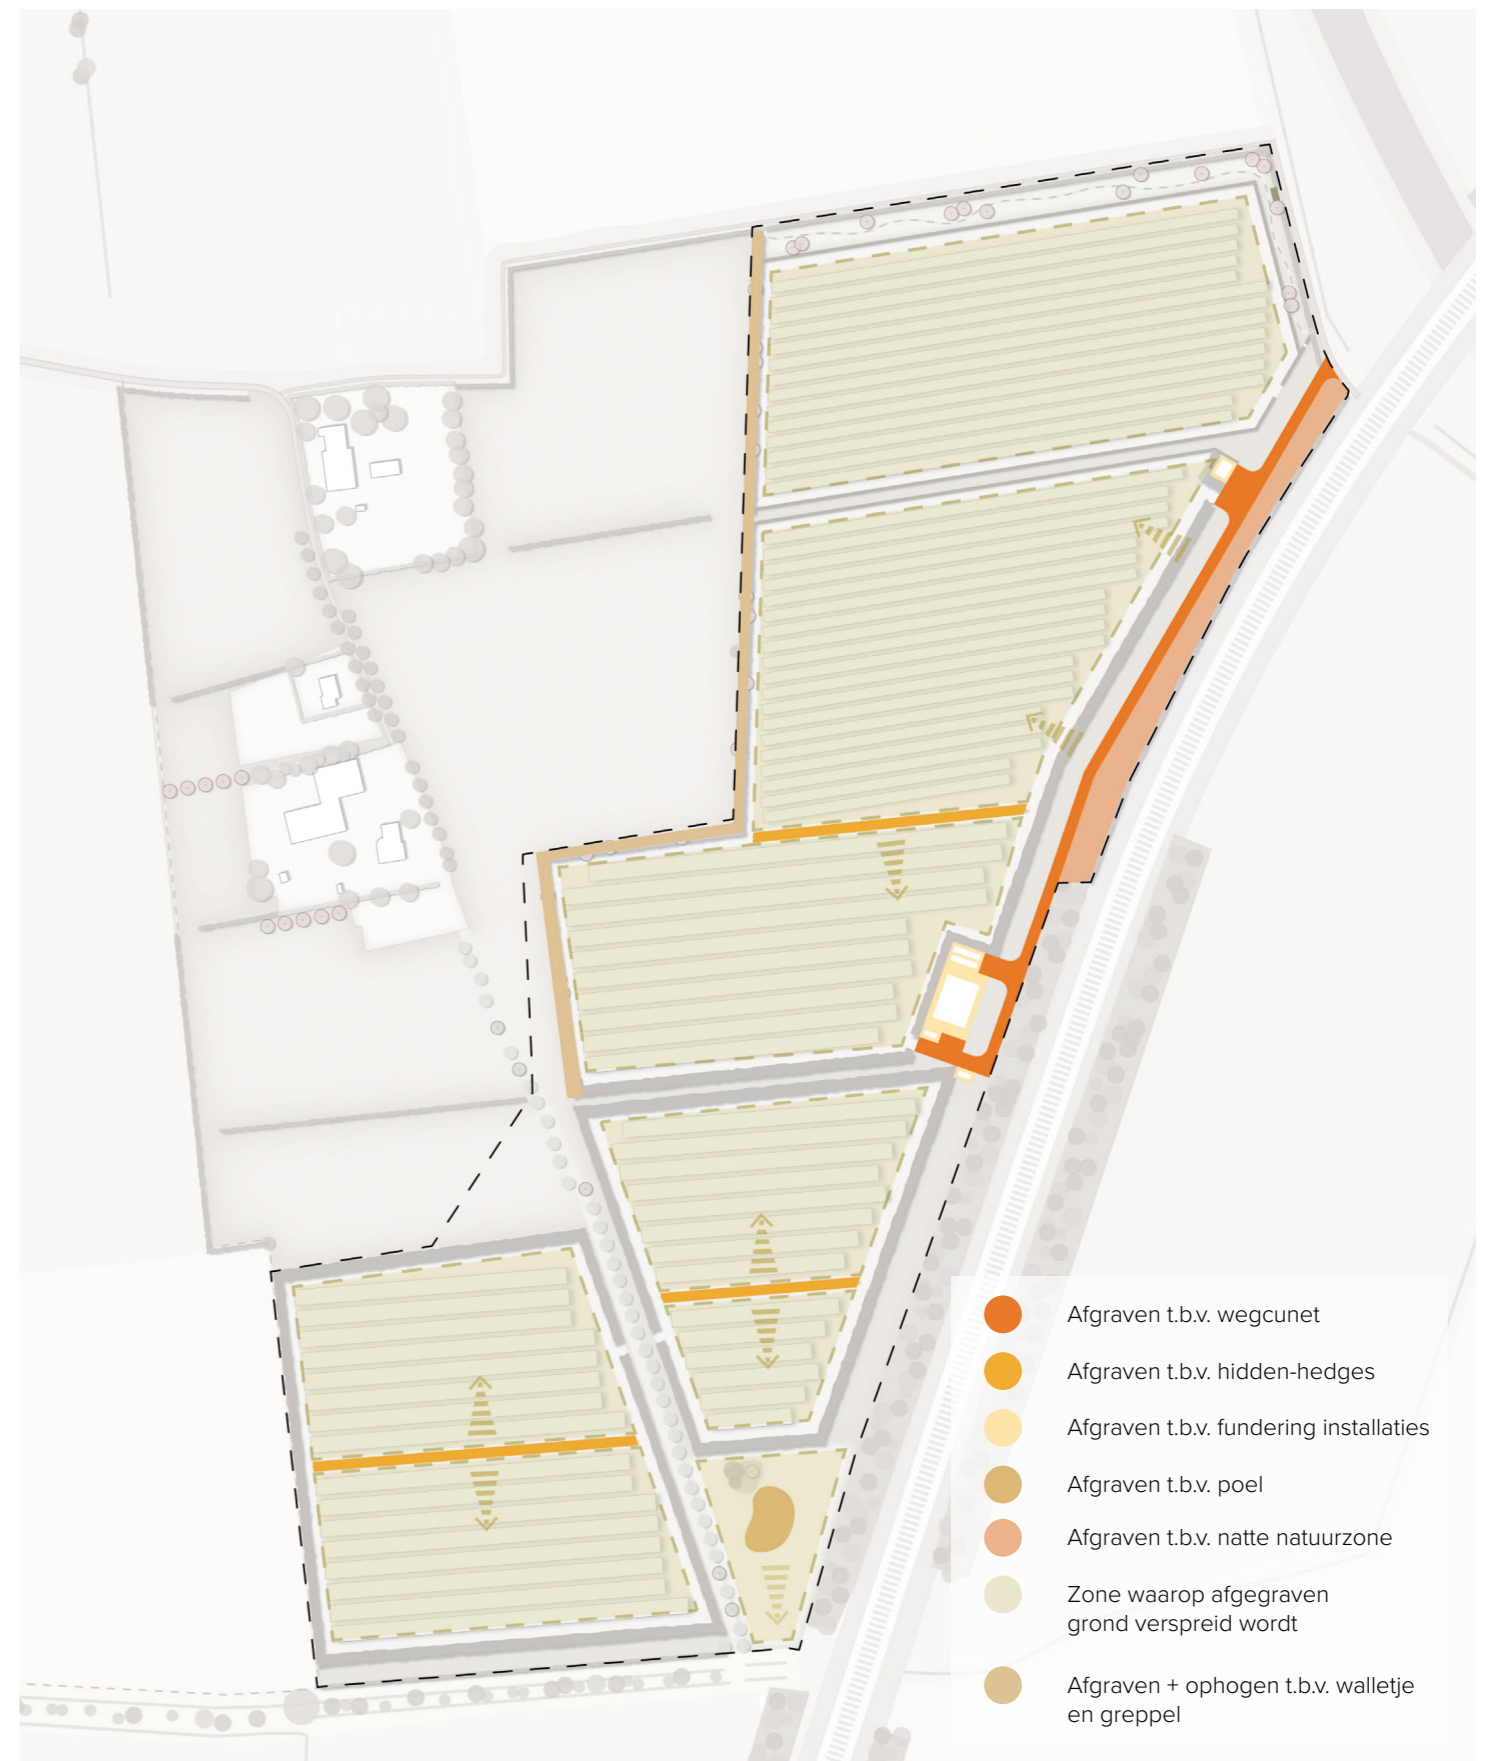 Afgraven t.b.v. wegcunet
Afgraven t.b.v. hidden-hedges
Afgraven t.b.v. fundering installaties
Afgraven t.b.v. poel
Afgraven t.b.v. natte natuurzone
Zone waarop afgegraven
grond verspreid wordt
Afgraven + ophogen t.b.v. walletje
en greppel